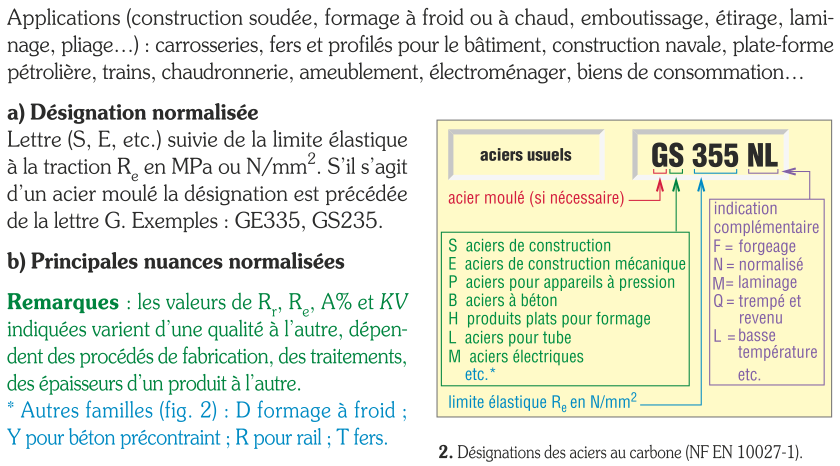 Applications (construction soudée, formage à froid ou à chaud, emboutissage, étirage, lami-
nage, pliage…) : carrosseries, fers et profilés pour le bâtiment, construction navale, plate-forme
pétrolière, trains, chaudronnerie, ameublement, électroménager, biens de consommation…
a) Désignation normalisée
Lettre (S, E, etc.) suivie de la limite élastique
à la traction Re en MPa ou N/mm². S'il s'agit
d'un acier moulé la désignation est précédée
de la lettre G. Exemples : GE335, GS235.
b) Principales nuances normalisées
Remarques : les valeurs de Rr, Re, A% et KV
indiquées varient d'une qualité à l'autre, dépen-
dent des procédés de fabrication, des traitements,
des épaisseurs d'un produit à l'autre.
* Autres familles (fig. 2) : D formage à froid ;
Y pour béton précontraint ; R pour rail ; T fers.
aciers usuels
GS 355 NL
acier moulé (si nécessaire)
S aciers de construction
E aciers de construction mécanique
P aciers pour appareils à pression
B aciers à béton
H produits plats pour formage
L aciers pour tube
M aciers électriques
etc.*
limite élastique Re en N/mm²
indication
complémentaire
F = forgeage
N = normalisé
M= laminage
Q = trempé et
revenu
L = basse
température
etc.
2. Désignations des aciers au carbone (NF EN 10027-1).